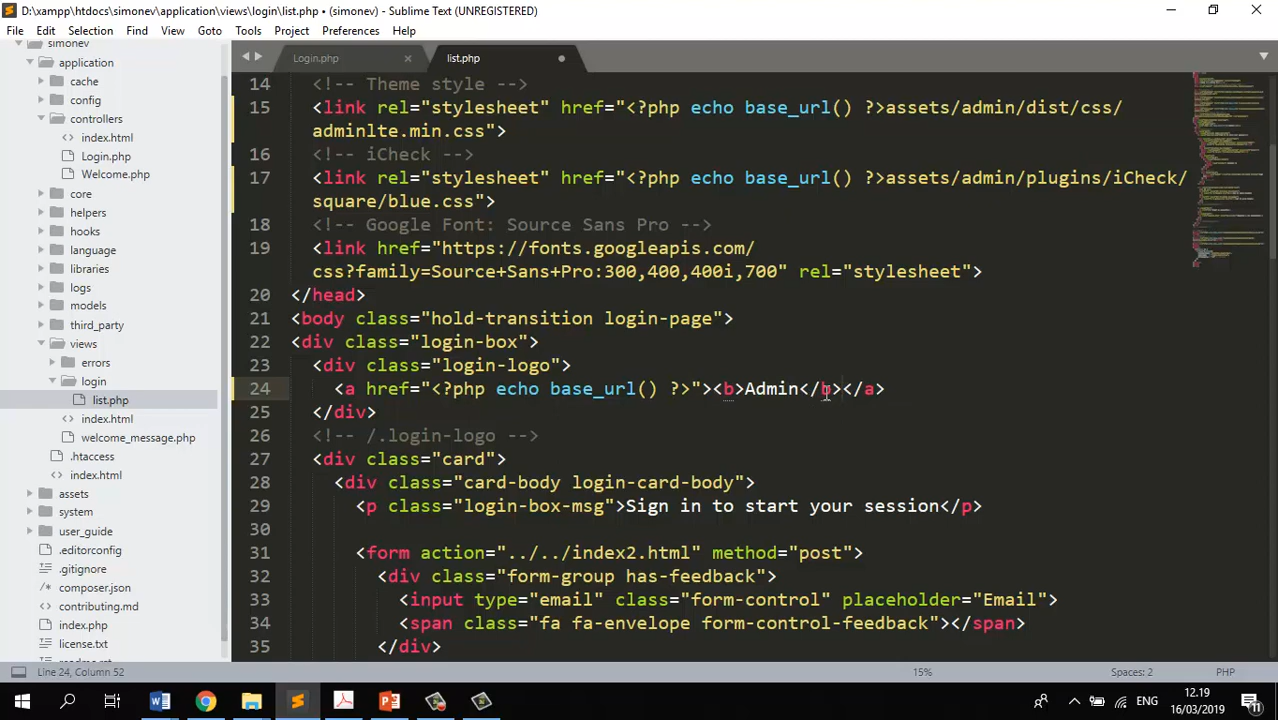 D:\xampp\htdocs\simonev\application\views\login\list.php • (simonev) - Sublime Text (UNREGISTERED)
File Edit Selection Find View Goto Tools Project Preferences Help
Login.php × list.php
simonev
application
cache
config
controllers
index.html
Login.php
Welcome.php
core
helpers
hooks
language
libraries
logs
models
third_party
views
errors
login
list.php
index.html
welcome_message.php
.htaccess
index.html
assets
system
user_guide
.editorconfig
.gitignore
composer.json
contributing.md
index.php
license.txt
14 <!-- Theme style -->
15 <link rel="stylesheet" href="<?php echo base_url() ?>assets/admin/dist/css/
adminlte.min.css">
16 <!-- iCheck -->
17 <link rel="stylesheet" href="<?php echo base_url() ?>assets/admin/plugins/iCheck/
square/blue.css">
18 <!-- Google Font: Source Sans Pro -->
19 <link href="https://fonts.googleapis.com/
css?family=Source+Sans+Pro:300,400,400i,700" rel="stylesheet">
20 </head>
21 <body class="hold-transition login-page">
22 <div class="login-box">
23 <div class="login-logo">
24 <a href="<?php echo base_url() ?>"><b>Admin</b></a>
25 </div>
26 <!-- /.login-logo -->
27 <div class="card">
28 <div class="card-body login-card-body">
29 <p class="login-box-msg">Sign in to start your session</p>
30
31 <form action="../../index2.html" method="post">
32 <div class="form-group has-feedback">
33 <input type="email" class="form-control" placeholder="Email">
34 <span class="fa fa-envelope form-control-feedback"></span>
35 </div>
Line 24, Column 52 15% Spaces: 2 PHP
ENG 12.19
16/03/2019
11